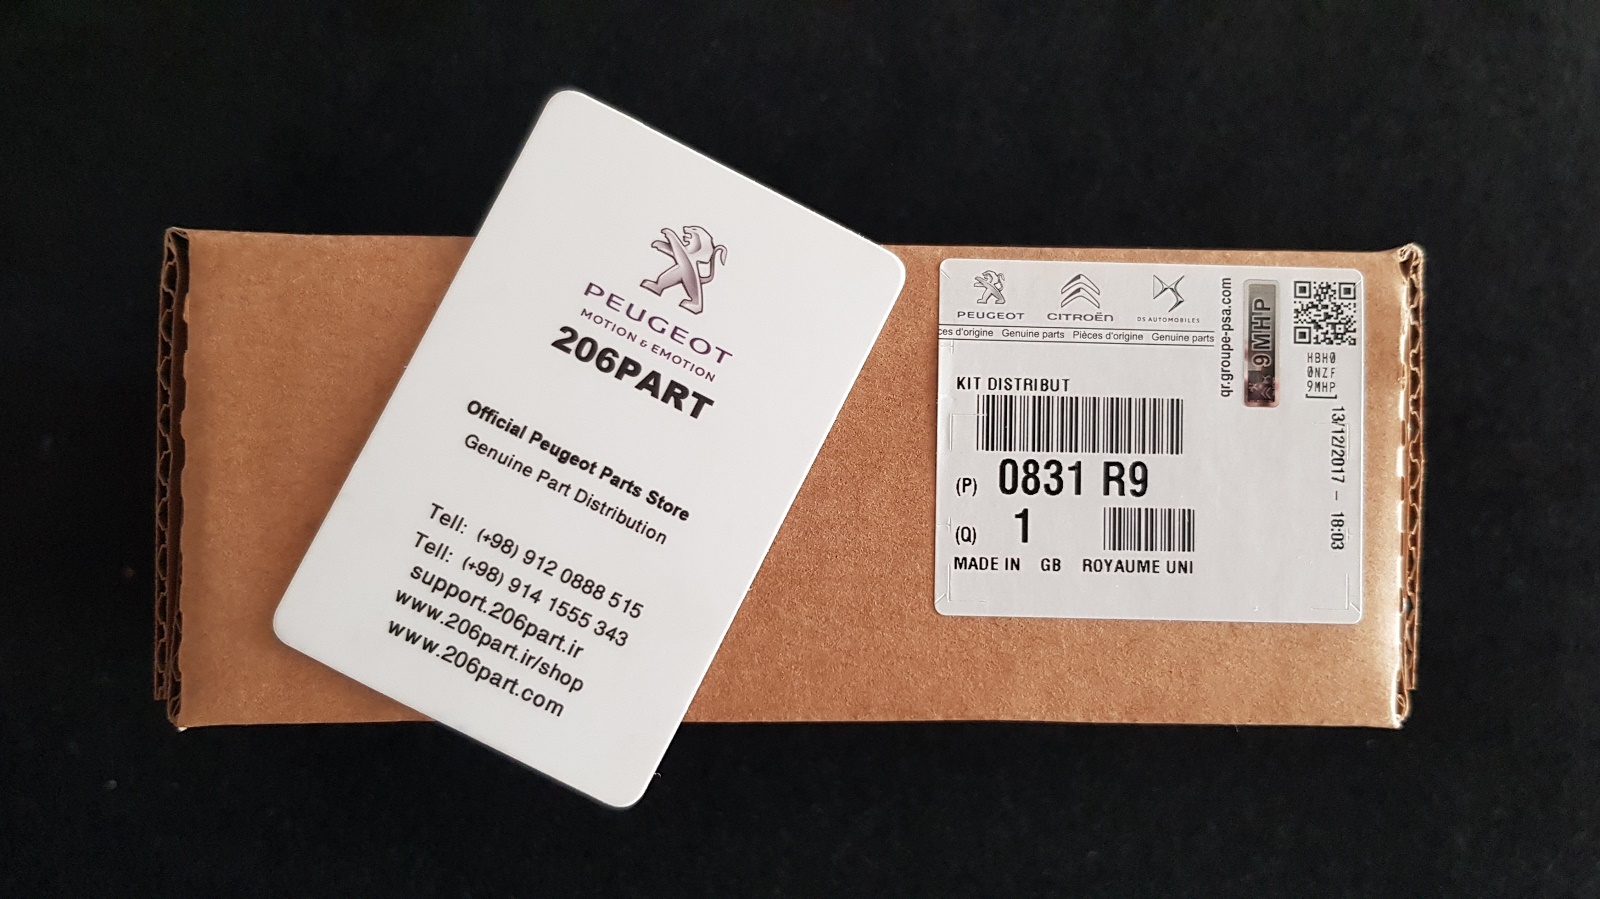 PEUGEOT
MOTION & EMOTION
206PART
Official Peugeot Parts Store
Genuine Part Distribution
Tell: (+98) 912 0888 515
Tell: (+98) 914 1555 343
support.206part.ir
www.206part.ir/shop
www.206part.com
PEUGEOT CITROËN DS AUTOMOBILES
ces d'origine Genuine parts Pièces d'origine Genuine parts
qr.groupe-psa.com
9MHP
HBH0
0NZF
9MHP
KIT DISTRIBUT
(P) 0831 R9
(Q) 1
MADE IN GB ROYAUME UNI
13/12/2017 - 18:03